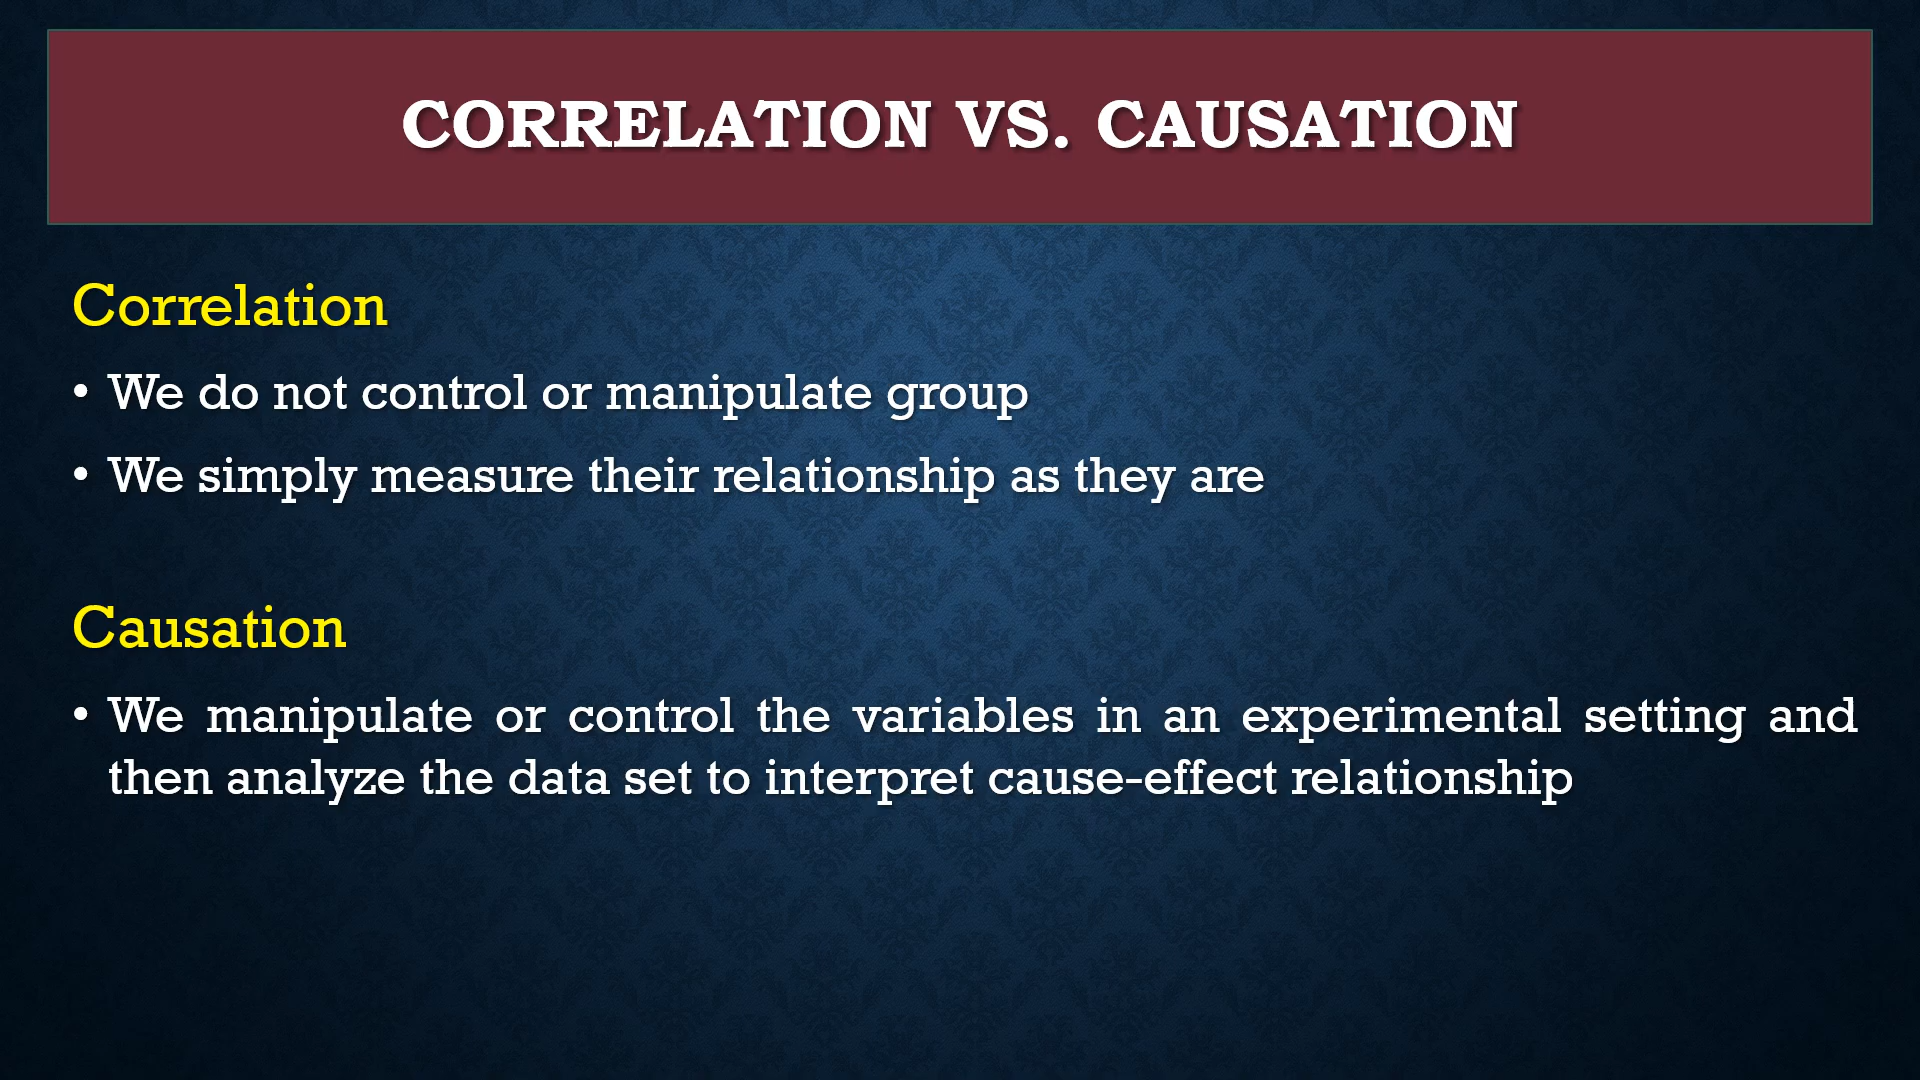 CORRELATION VS. CAUSATION
Correlation
• We do not control or manipulate group
• We simply measure their relationship as they are
Causation
• We manipulate or control the variables in an experimental setting and
then analyze the data set to interpret cause-effect relationship